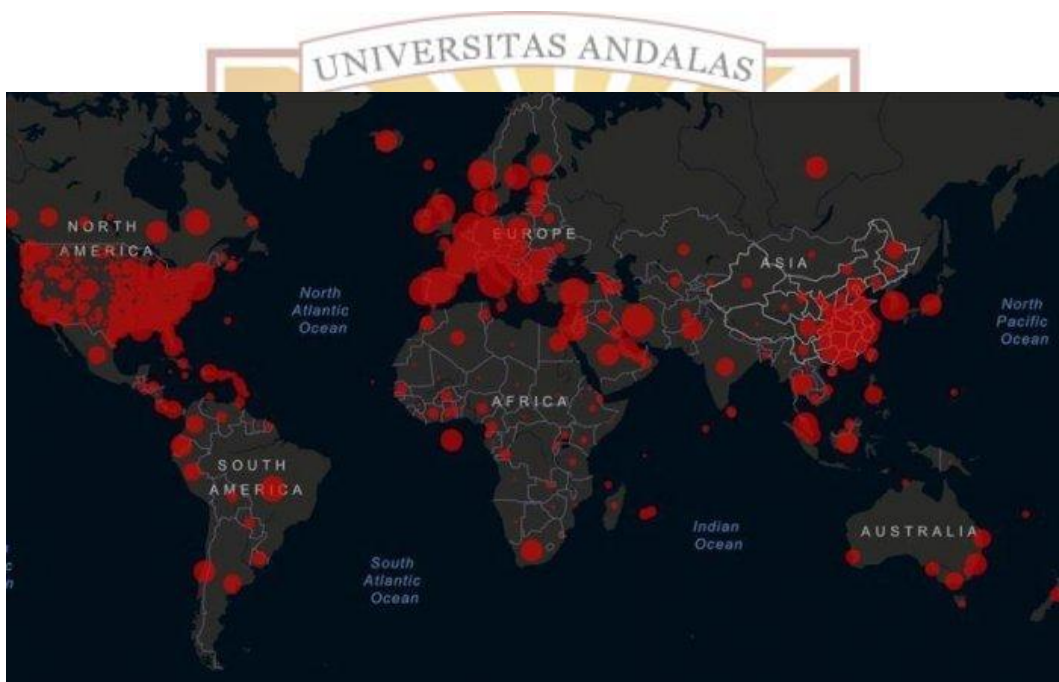 UNIVERSITAS ANDALAS
NORTH
AMERICA
EUROPE
ASIA
North
Atlantic
Ocean
North
Pacific
Ocean
AFRICA
SOUTH
AMERICA
Indian
Ocean
AUSTRALIA
South
Atlantic
Ocean